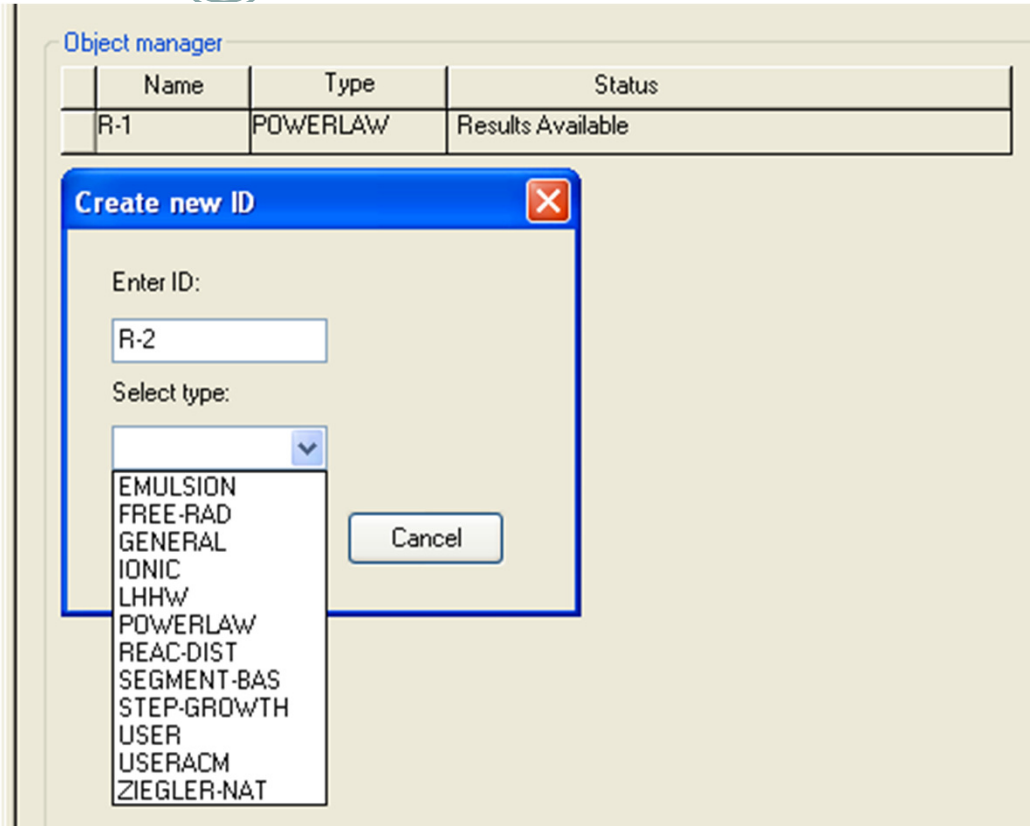 Object manager
Name Type Status
R-1 POWERLAW Results Available
Create new ID
Enter ID:
R-2
Select type:
EMULSION
FREE-RAD
GENERAL
IONIC
LHHW
POWERLAW
REAC-DIST
SEGMENT-BAS
STEP-GROWTH
USER
USERACM
ZIEGLER-NAT
Cancel